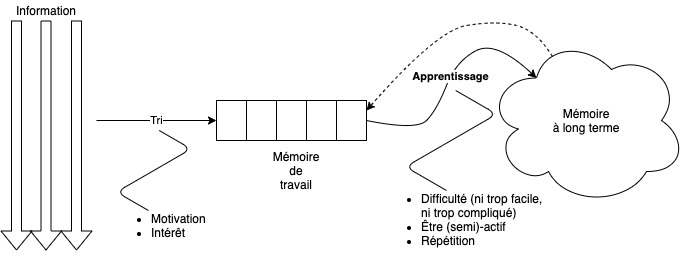 Information
Tri
Motivation
Intérêt
Mémoire
de
travail
Apprentissage
Difficulté (ni trop facile,
ni trop compliqué)
Être (semi)-actif
Répétition
Mémoire
à long terme